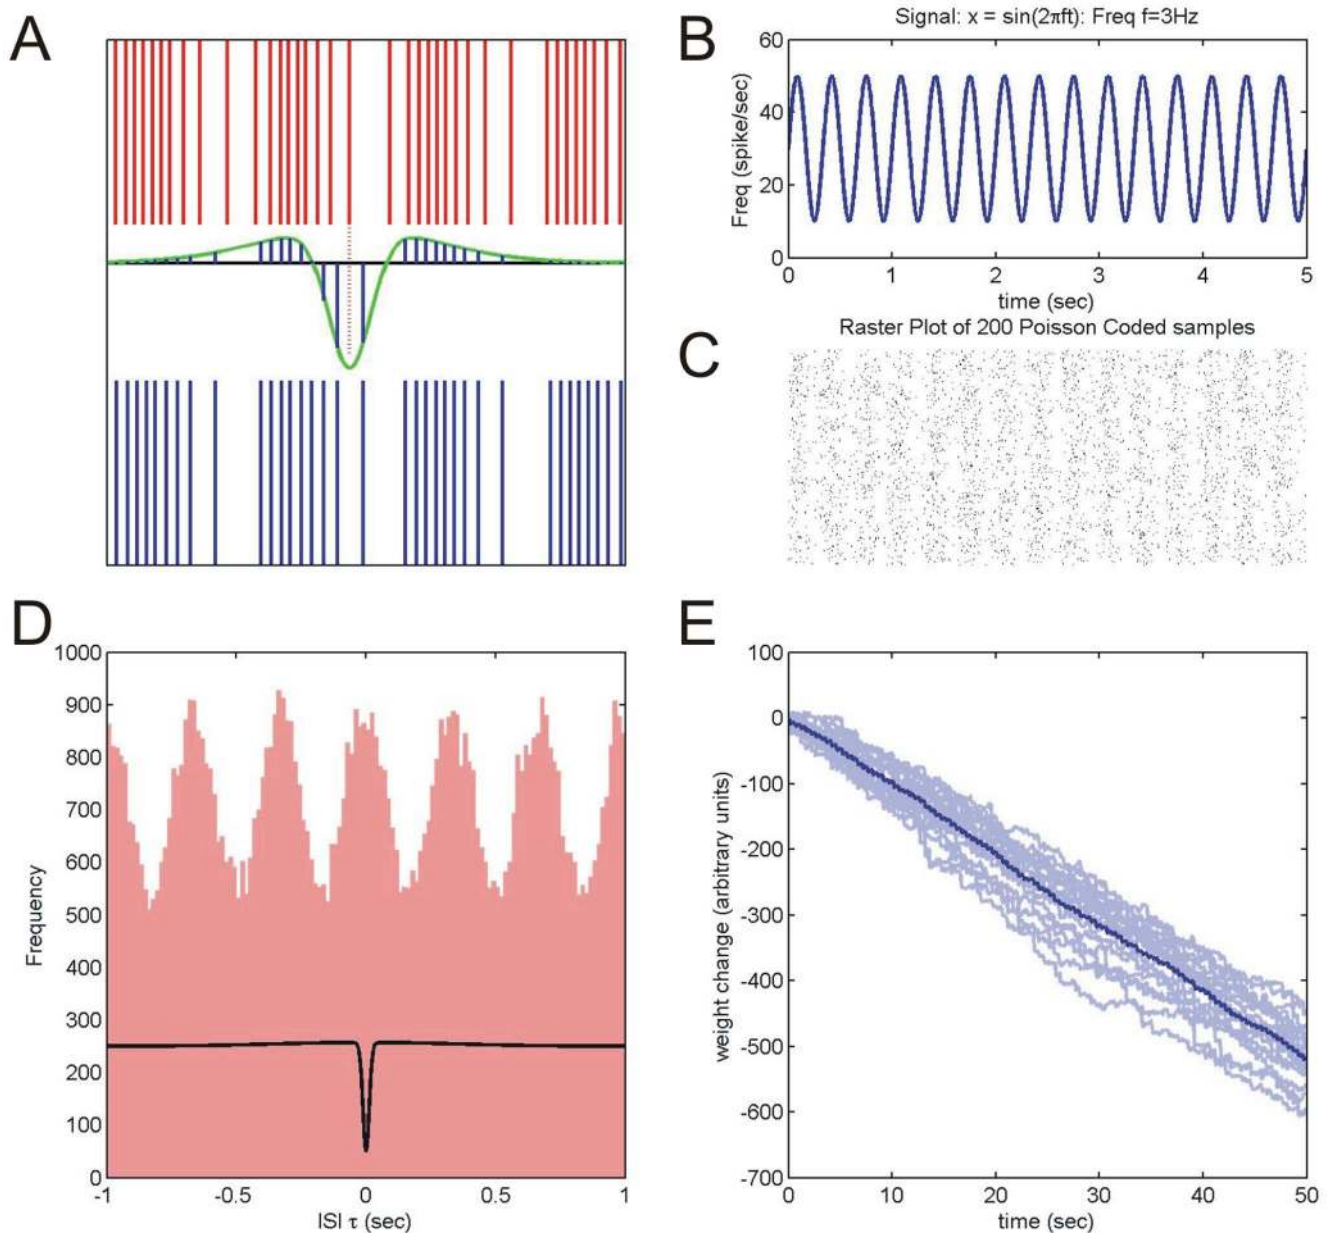 A
B
Signal: x = sin(2πft): Freq f=3Hz
60
40
20
0
Freq (spike/sec)
0 1 2 3 4 5
time (sec)
C
Raster Plot of 200 Poisson Coded samples
D
1000
900
800
700
600
500
400
300
200
100
0
Frequency
-1 -0.5 0 0.5 1
ISI τ (sec)
E
100
0
-100
-200
-300
-400
-500
-600
-700
weight change (arbitrary units)
0 10 20 30 40 50
time (sec)